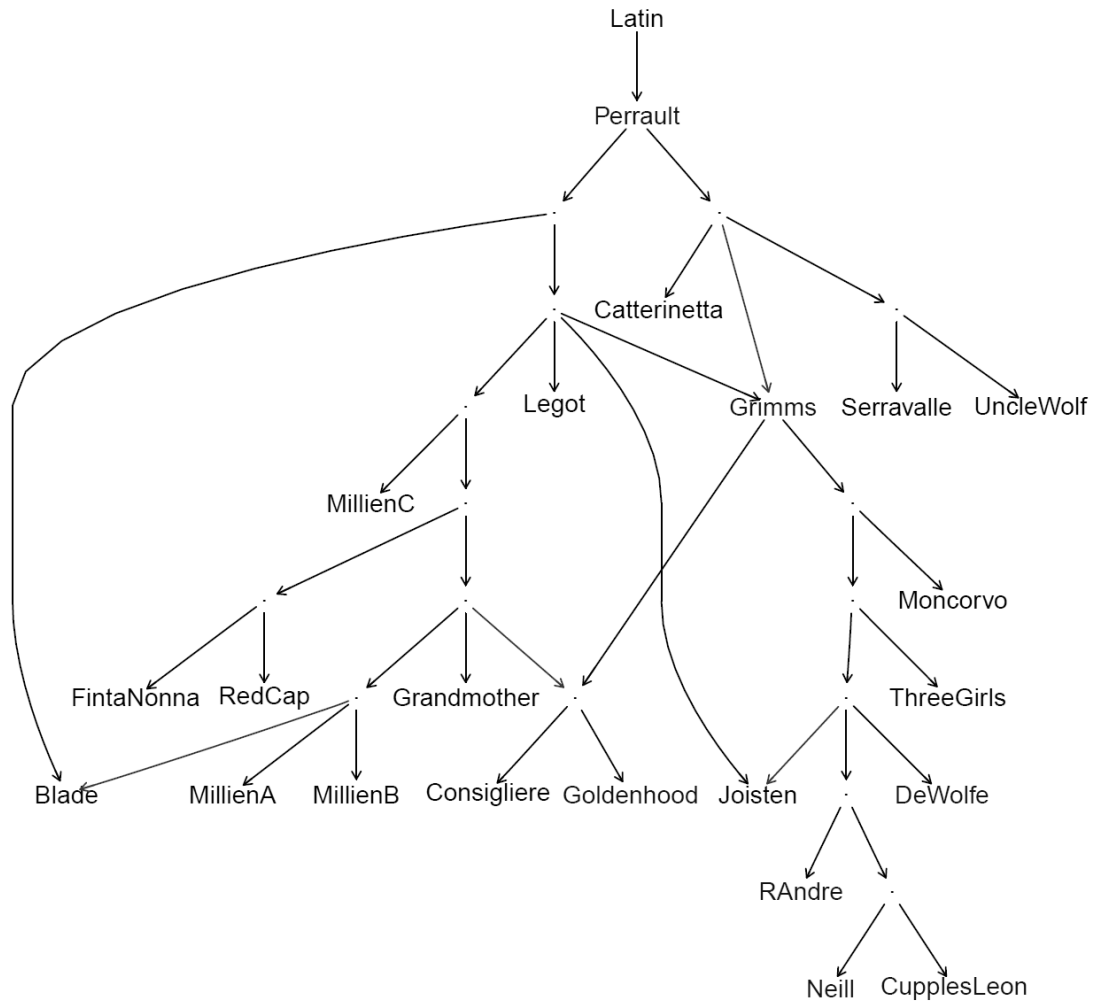 Latin
Perrault
Catterinetta
Legot
Grimms
Serravalle
UncleWolf
MillienC
Moncorvo
FintaNonna
RedCap
Grandmother
ThreeGirls
Blade
MillienA
MillienB
Consigliere
Goldenhood
Joisten
DeWolfe
RAndre
Neill
CupplesLeon